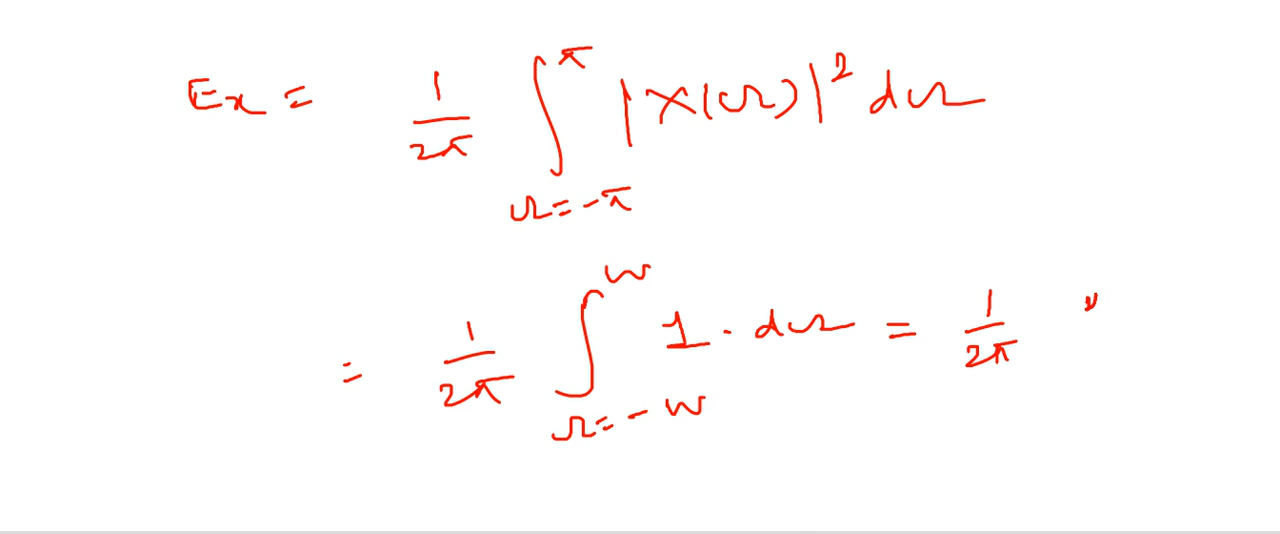 Ex = 1/2π ∫_{Ω=-π}^{π} |X(Ω)|² dΩ
= 1/2π ∫_{Ω=-W}^{W} 1 · dΩ = 1/2π